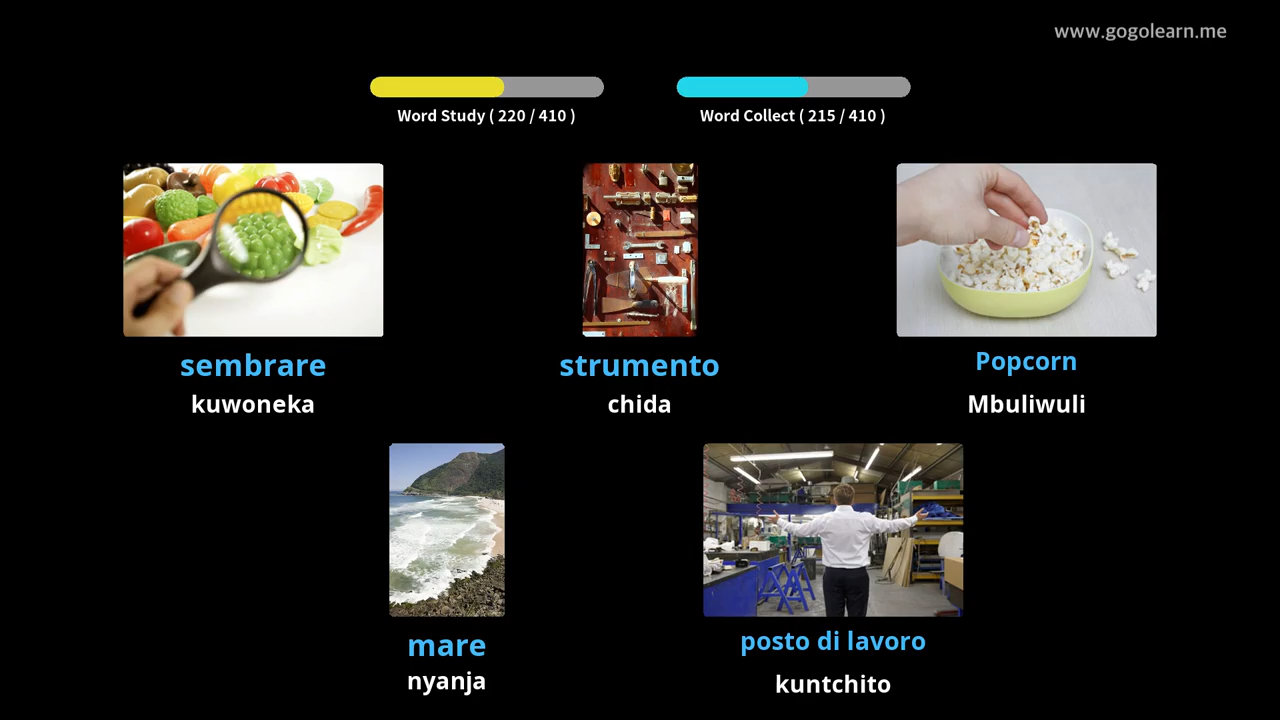 www.gogolearn.me
Word Study ( 220 / 410 )
Word Collect ( 215 / 410 )
sembrare
kuwoneka
strumento
chida
Popcorn
Mbuliwuli
mare
nyanja
posto di lavoro
kuntchito